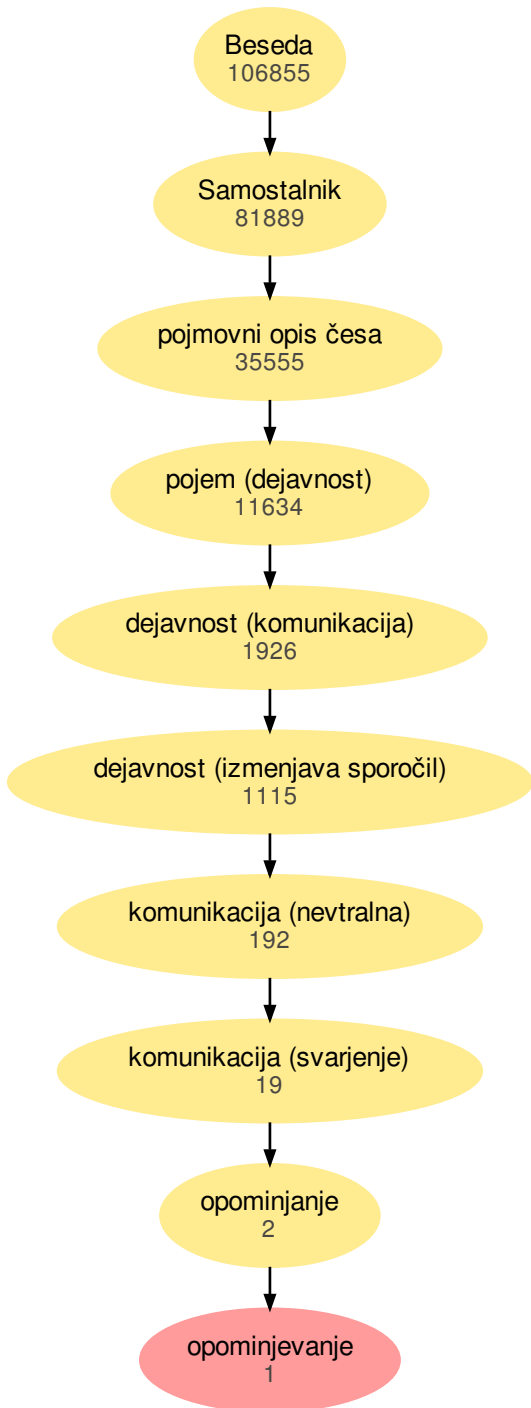 Beseda
106855
Samostalnik
81889
pojmovni opis česa
35555
pojem (dejavnost)
11634
dejavnost (komunikacija)
1926
dejavnost (izmenjava sporočil)
1115
komunikacija (nevtralna)
192
komunikacija (svarjenje)
19
opominjanje
2
opominjevanje
1